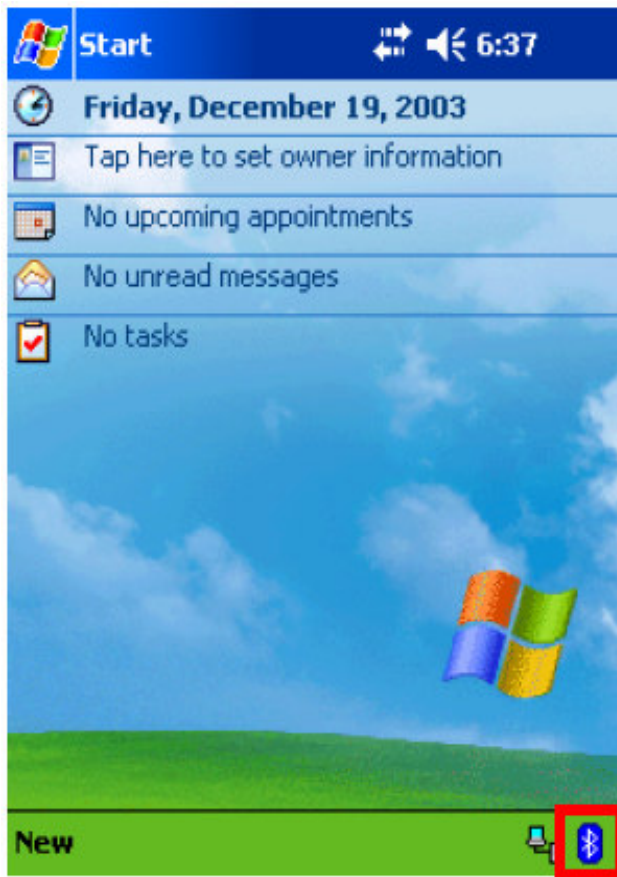 Start 6:37
Friday, December 19, 2003
Tap here to set owner information
No upcoming appointments
No unread messages
No tasks
New